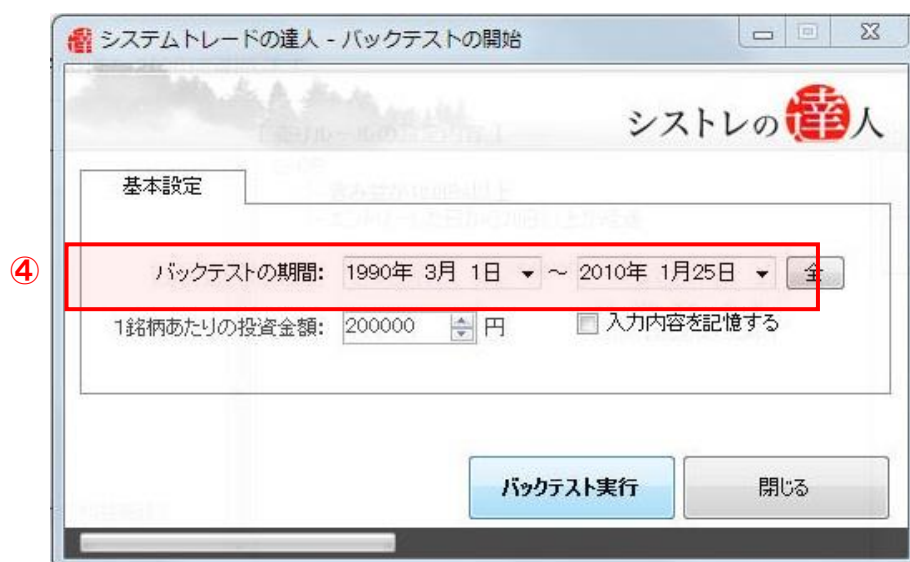 システムトレードの達人 - バックテストの開始
シストレの達人
基本設定
④
バックテストの期間: 1990年 3月 1日 ～ 2010年 1月25日 全
1銘柄あたりの投資金額: 200000 円 入力内容を記憶する
バックテスト実行 閉じる